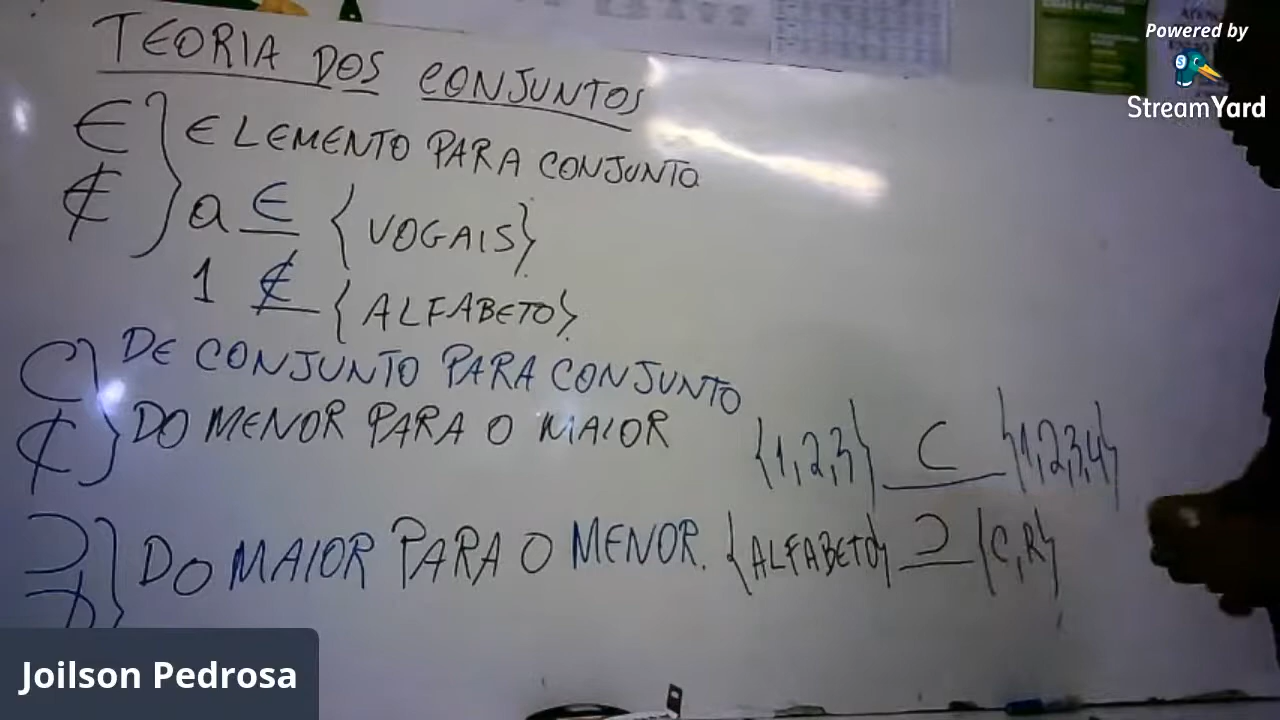 TEORIA DOS CONJUNTOS
∈ } ELEMENTO PARA CONJUNTO
∉ a ∈ {VOGAIS}
1 ∉ {ALFABETO}
⊂ } DE CONJUNTO PARA CONJUNTO
⊄ DO MENOR PARA O MAIOR
{1,2,3} ⊂ {1,2,3,4}
⊃ } DO MAIOR PARA O MENOR. {ALFABETO} ⊃ {C,R}
⊅
Joilson Pedrosa
Powered by
StreamYard